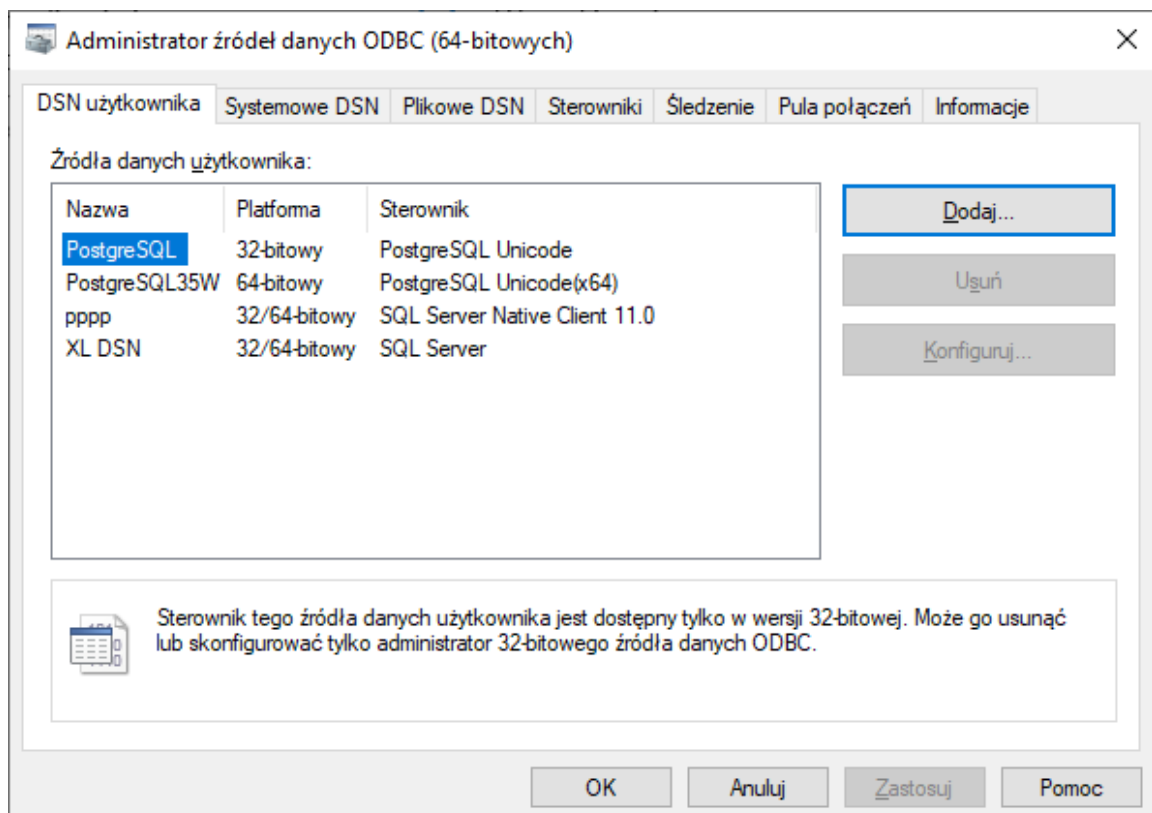 Administrator źródeł danych ODBC (64-bitowych)
DSN użytkownika Systemowe DSN Plikowe DSN Sterowniki Śledzenie Pula połączeń Informacje
Źródła danych użytkownika:
Nazwa Platforma Sterownik
PostgreSQL 32-bitowy PostgreSQL Unicode
PostgreSQL35W 64-bitowy PostgreSQL Unicode(x64)
pppp 32/64-bitowy SQL Server Native Client 11.0
XL DSN 32/64-bitowy SQL Server
Dodaj...
Usuń
Konfiguruj...
Sterownik tego źródła danych użytkownika jest dostępny tylko w wersji 32-bitowej. Może go usunąć
lub skonfigurować tylko administrator 32-bitowego źródła danych ODBC.
OK Anuluj Zastosuj Pomoc